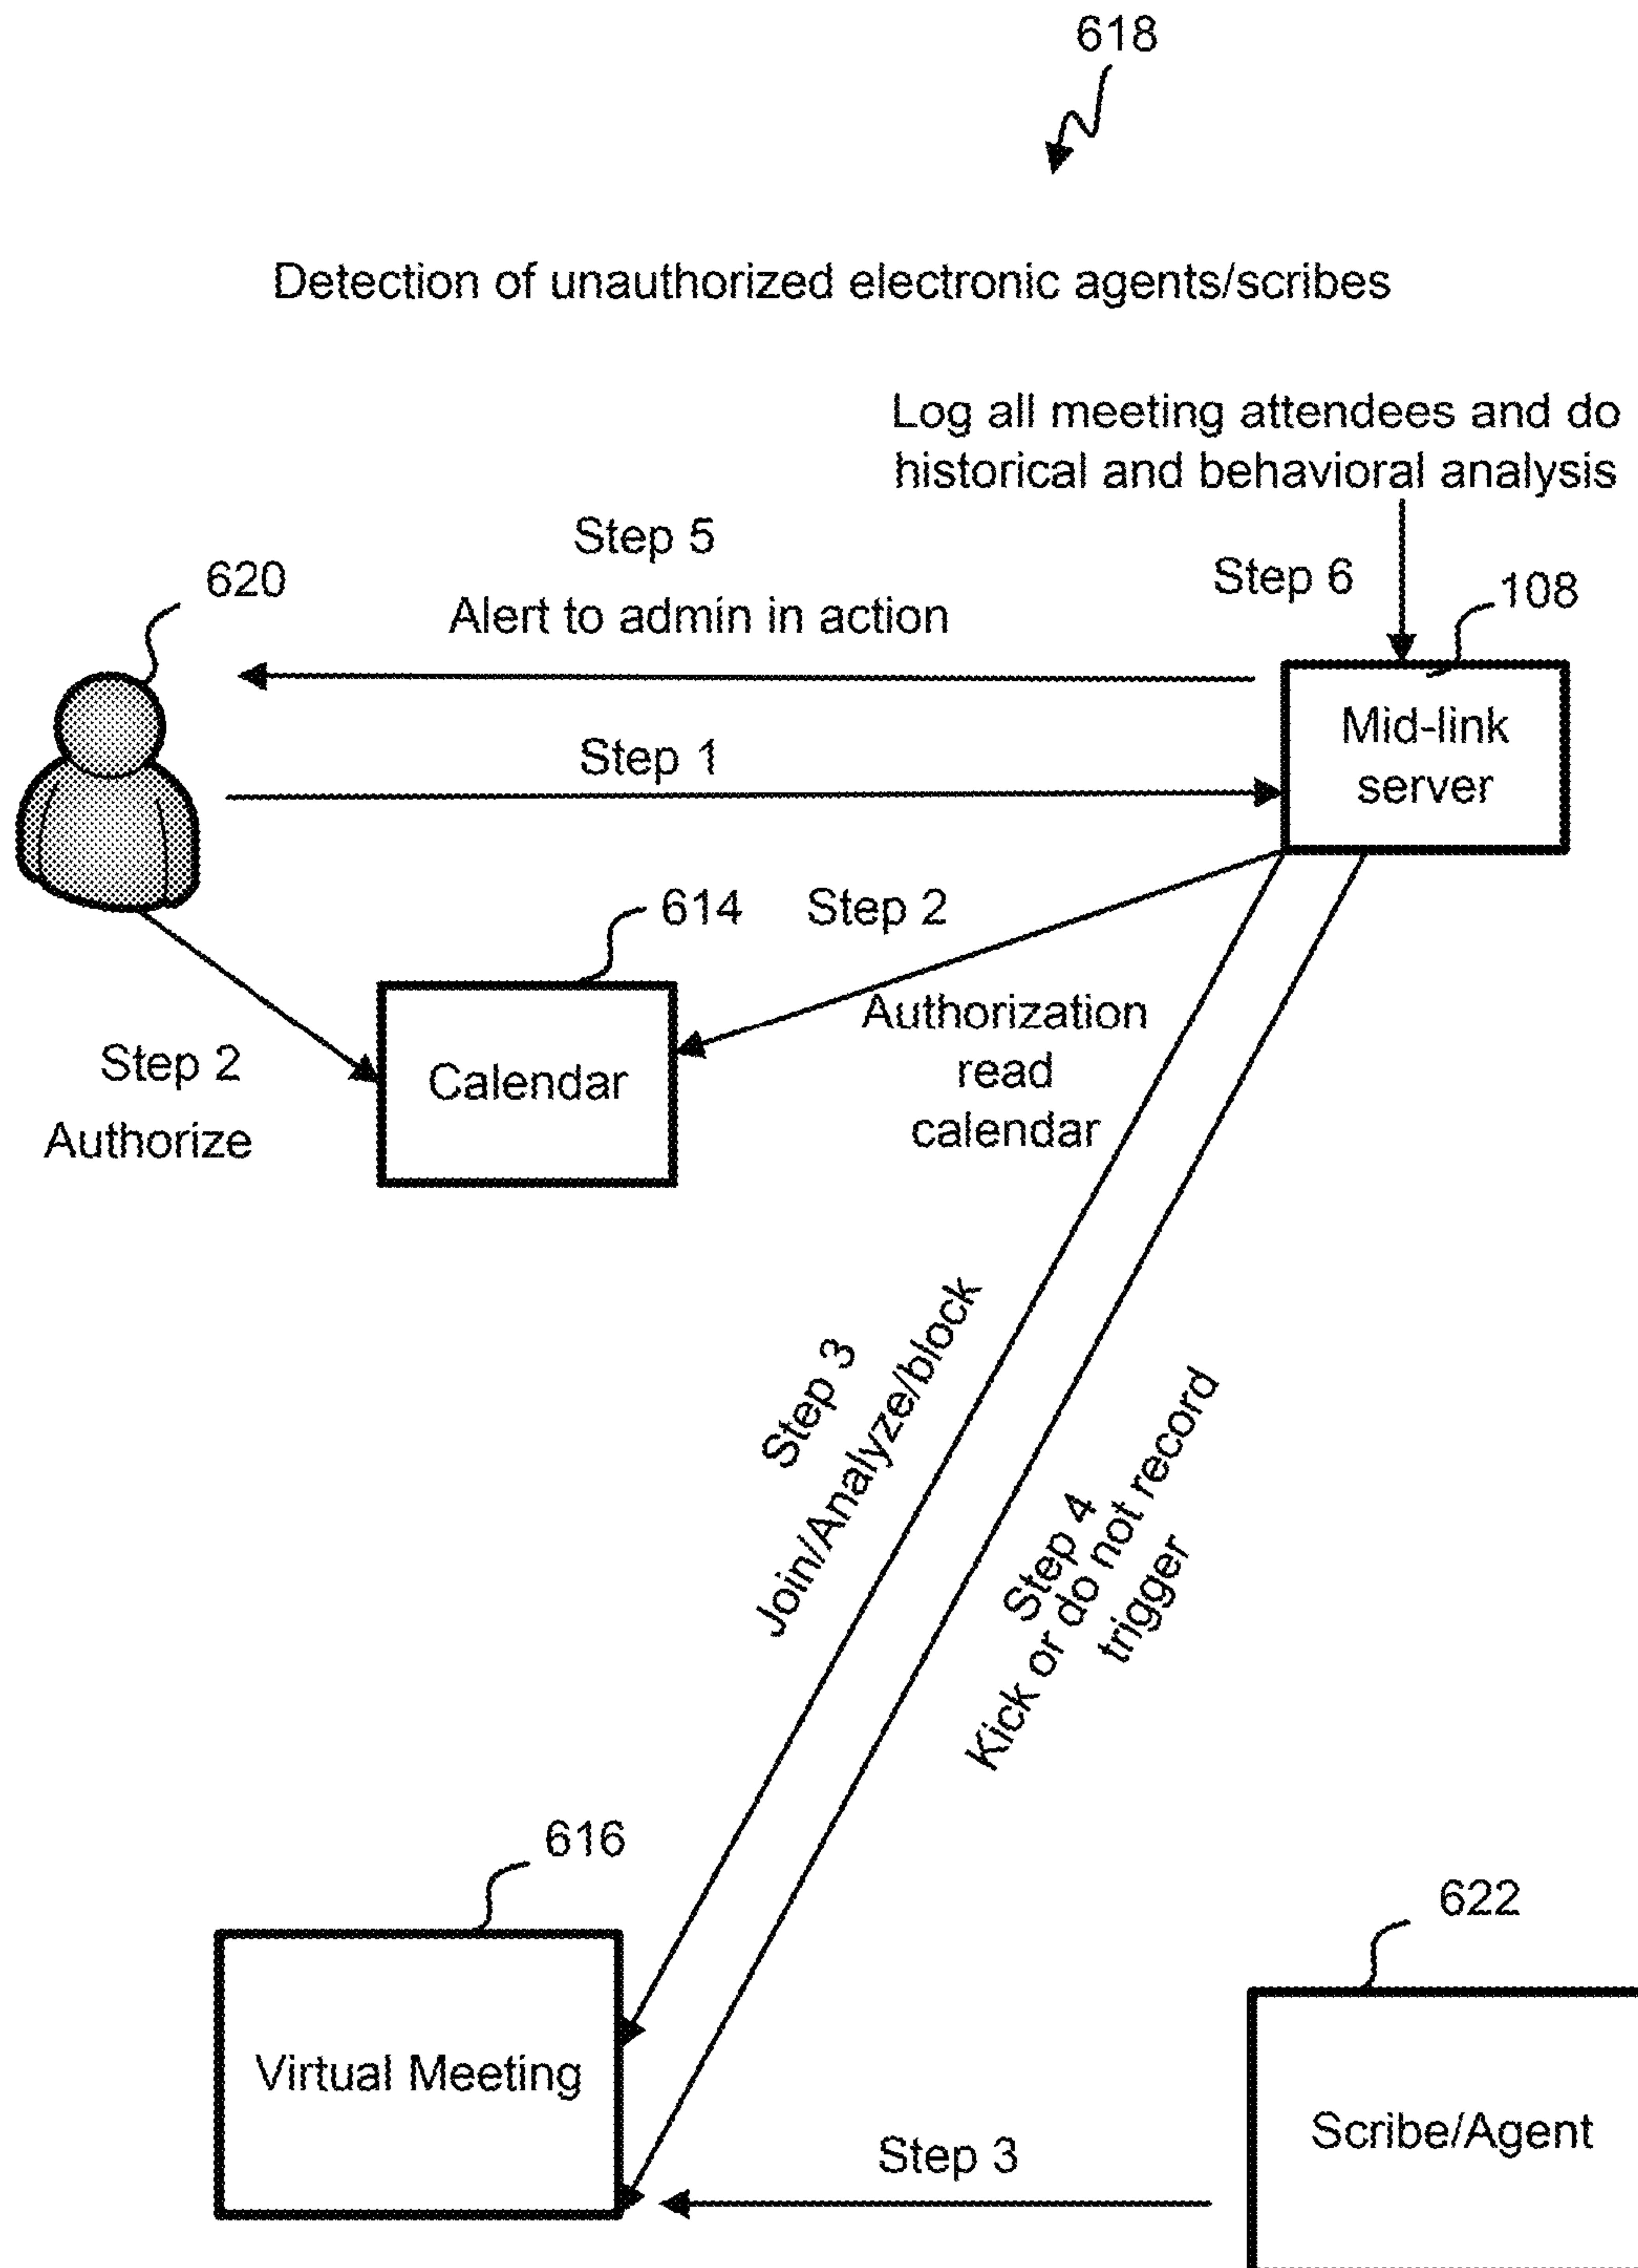 618
Detection of unauthorized electronic agents/scribes
Log all meeting attendees and do
historical and behavioral analysis
Step 5
Alert to admin in action
620
Step 6
108
Mid-link
server
Step 1
614
Step 2
Authorization
read
calendar
Calendar
Step 2
Authorize
Step 3
Join/Analyze/block
Step 4
Kick or do not record
trigger
616
Virtual Meeting
622
Scribe/Agent
Step 3